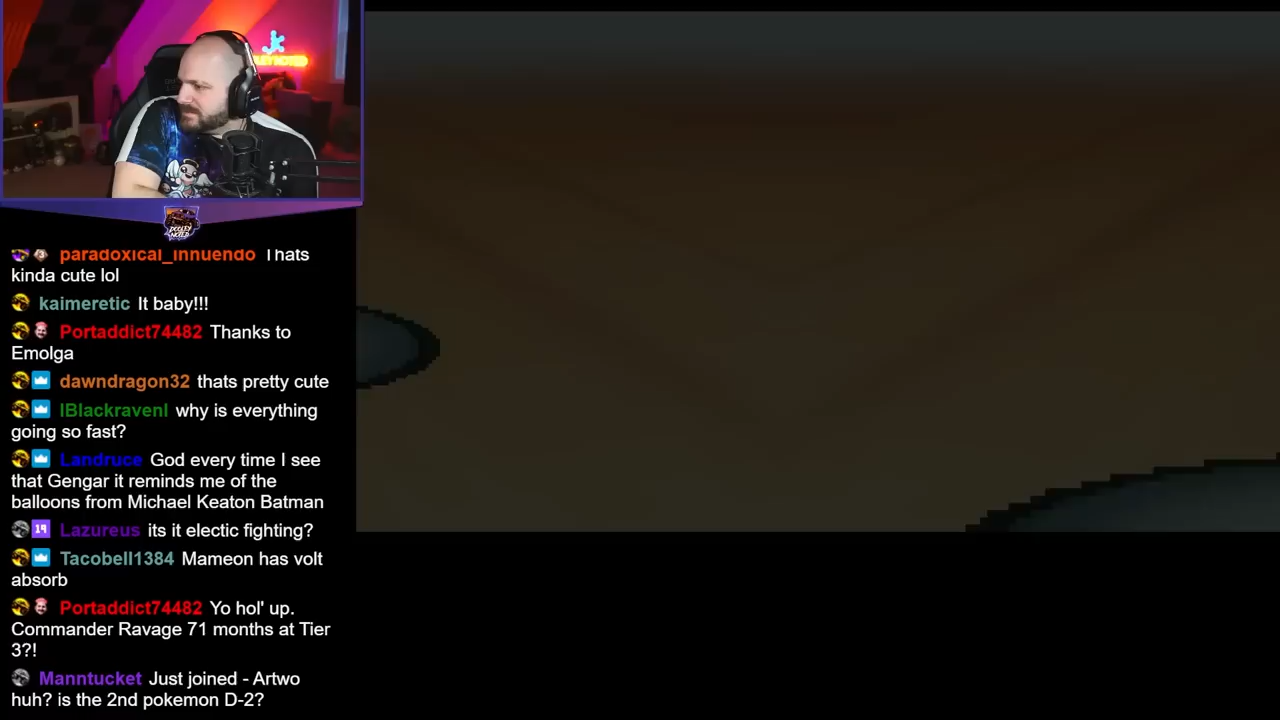 paradoxical_innuendo Thats
kinda cute lol
kaimeretic It baby!!!
Portaddict74482 Thanks to
Emolga
dawndragon32 thats pretty cute
IBlackravenI why is everything
going so fast?
Landruce God every time I see
that Gengar it reminds me of the
balloons from Michael Keaton Batman
19 Lazureus its it electic fighting?
Tacobell1384 Mameon has volt
absorb
Portaddict74482 Yo hol' up.
Commander Ravage 71 months at Tier
3?!
Manntucket Just joined - Artwo
huh? is the 2nd pokemon D-2?